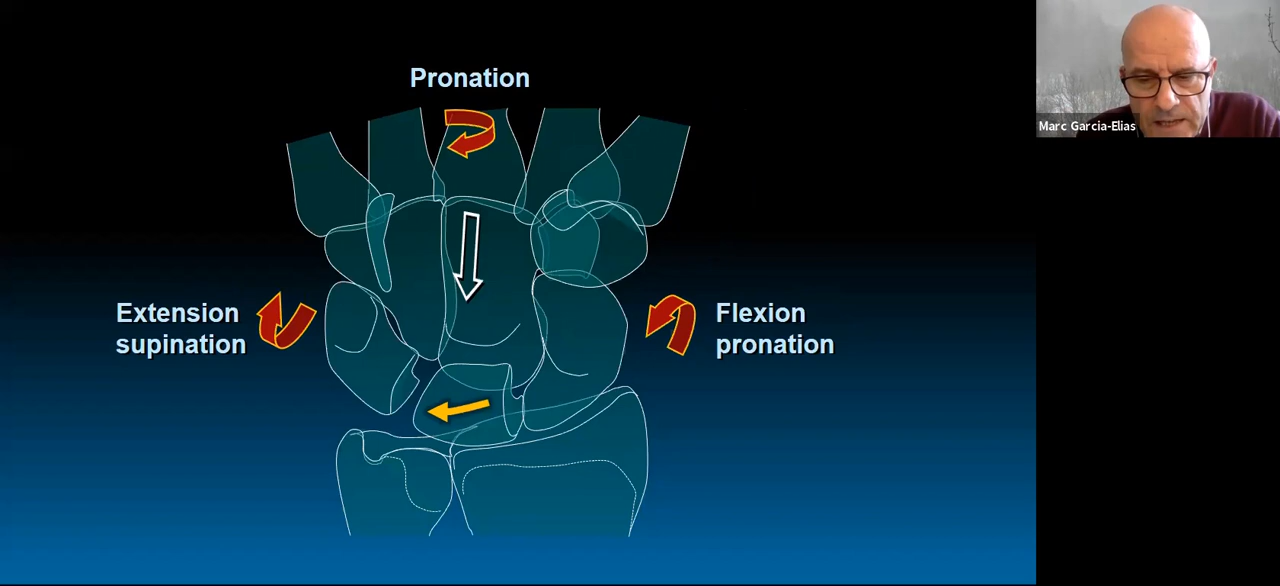 Pronation
Marc Garcia-Elias
Extension
supination
Flexion
pronation